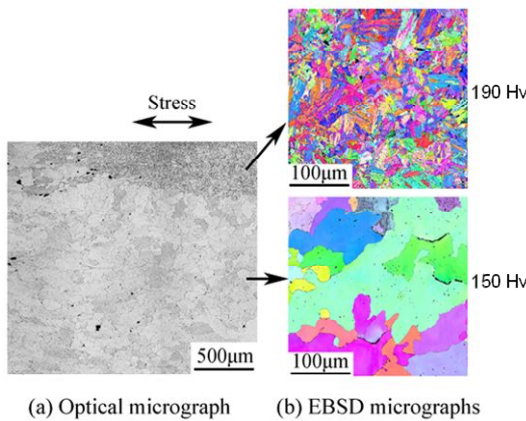 Stress
190 Hv
100μm
150 Hv
500μm
100μm
(a) Optical micrograph
(b) EBSD micrographs